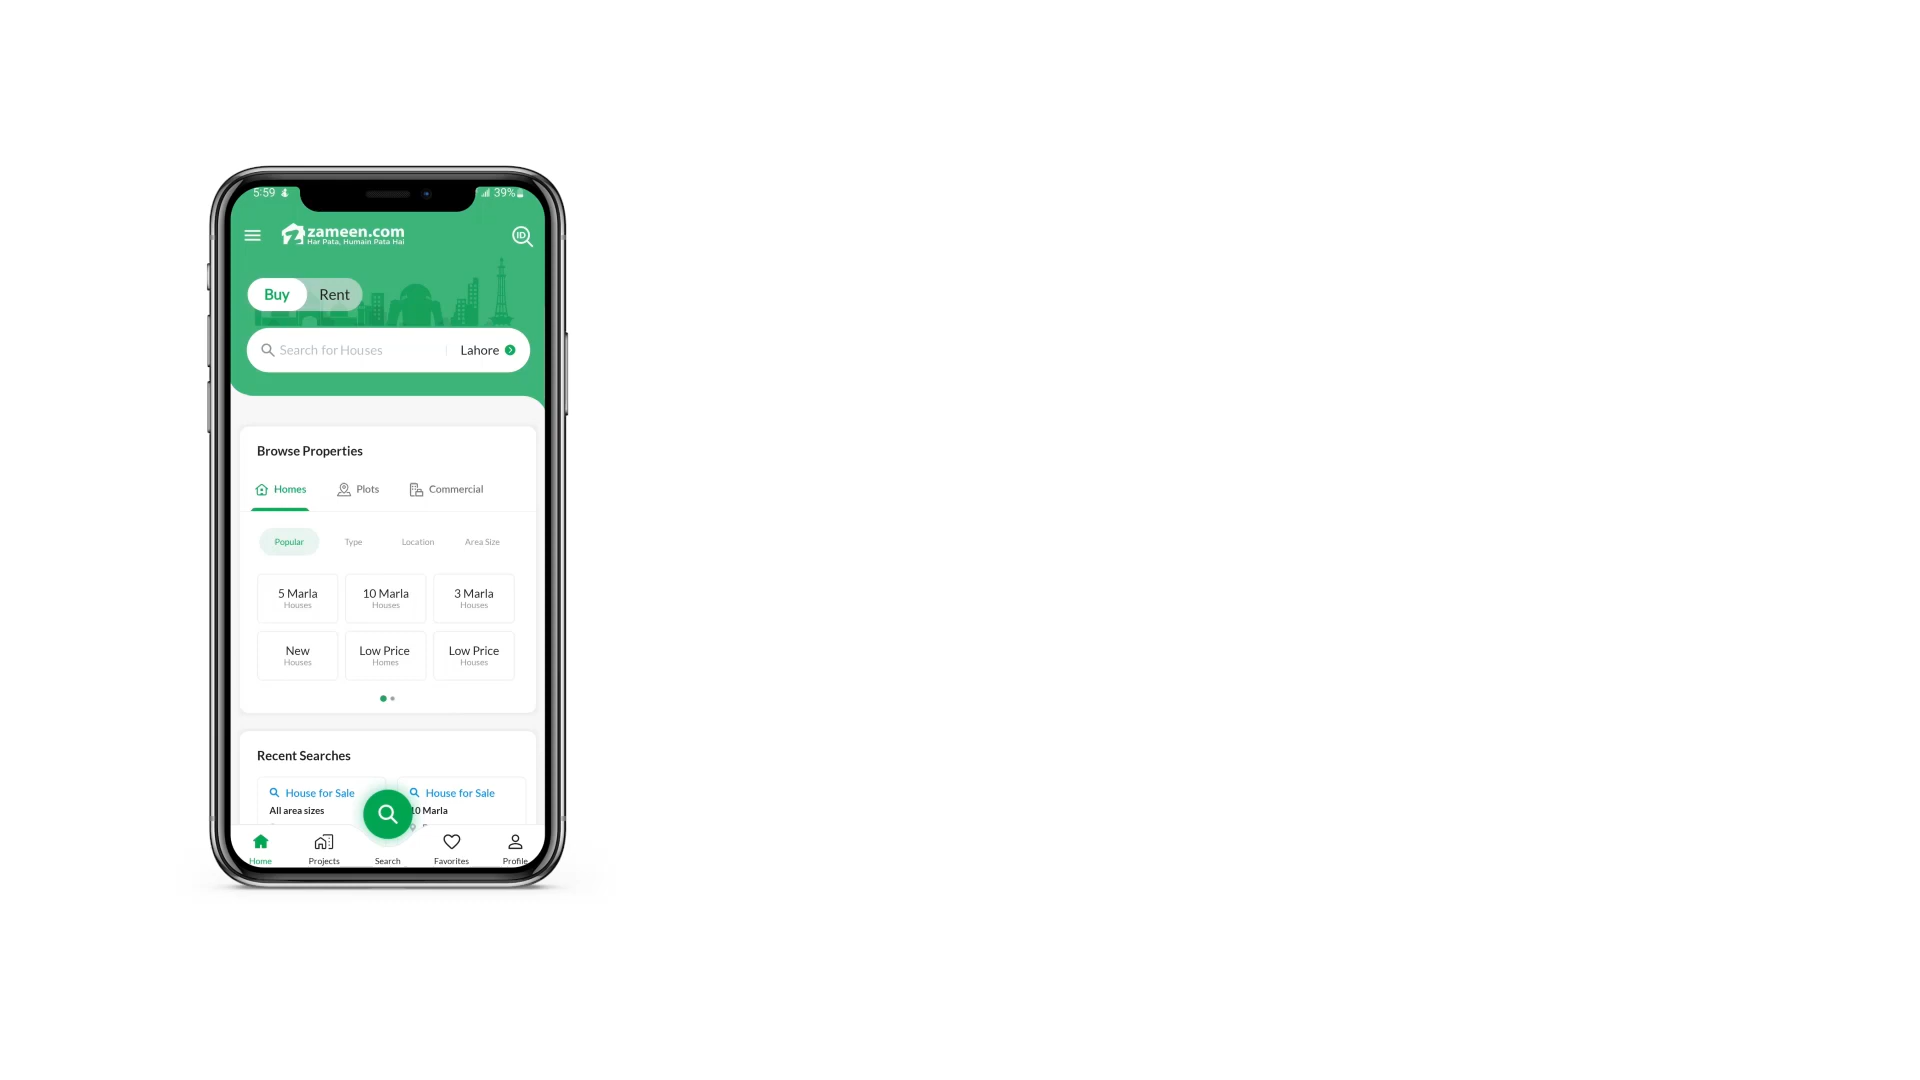 5:59
39%
zameen.com
Har Pata, Humain Pata Hai
ID
Buy Rent
Search for Houses Lahore
Browse Properties
Homes Plots Commercial
Popular Type Location Area Size
5 Marla 10 Marla 3 Marla
Houses Houses Houses
New Low Price Low Price
Houses Homes Houses
Recent Searches
House for Sale House for Sale
All area sizes 10 Marla
Home Projects Search Favorites Profile